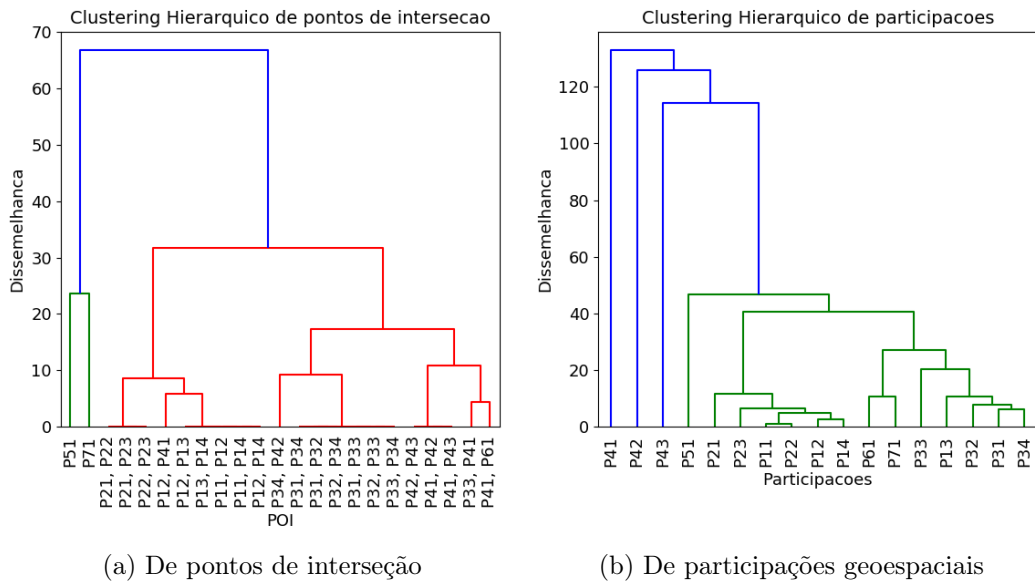 Clustering Hierarquico de pontos de intersecao
70
60
50
40
30
20
10
0
Dissemelhanca
P51
P71
P21, P22
P21, P23
P22, P23
P12, P41
P12, P13
P13, P14
P11, P12
P11, P14
P12, P14
P34, P42
P31, P34
P31, P32
P32, P34
P31, P33
P32, P33
P33, P34
P42, P43
P41, P42
P41, P43
P33, P41
P41, P61
POI
(a) De pontos de interseção
Clustering Hierarquico de participacoes
120
100
80
60
40
20
0
Dissemelhanca
P41
P42
P43
P51
P21
P23
P11
P22
P12
P14
P61
P71
P33
P13
P32
P31
P34
Participacoes
(b) De participações geoespaciais